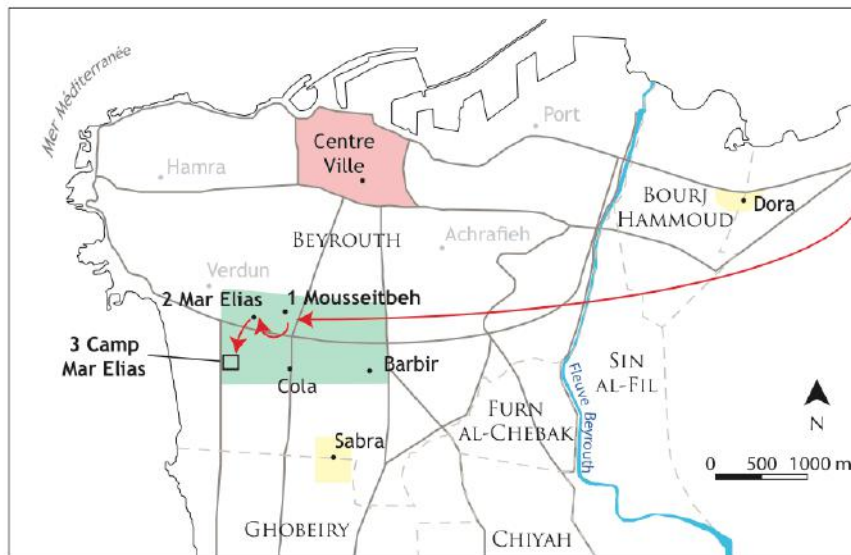 Mer Méditerranée
Port
Centre
Ville
Hamra
BOURJ
HAMMOUD
Dora
BEYROUTH
Achrafieh
Verdun
2 Mar Elias
1 Mousseitbeh
3 Camp
Mar Elias
Cola
Barbir
SIN
AL-FIL
Fleuve Beyrouth
FURN
AL-CHEBAK
N
Sabra
0 500 1000 m
GHOBEIRY
CHIYAH